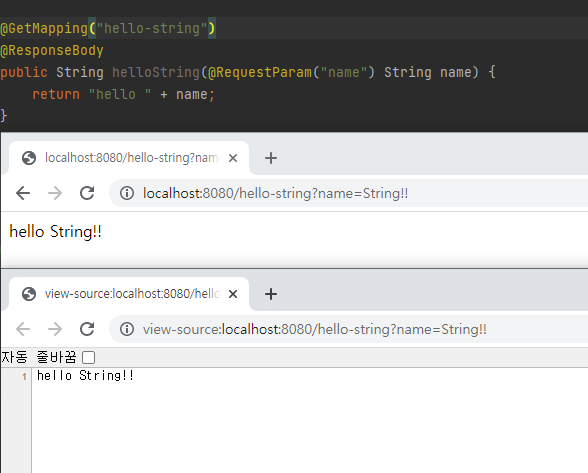 @GetMapping("hello-string")
@ResponseBody
public String helloString(@RequestParam("name") String name) {
    return "hello " + name;
}
localhost:8080/hello-string?nam
localhost:8080/hello-string?name=String!!
hello String!!
view-source:localhost:8080/hello
view-source:localhost:8080/hello-string?name=String!!
자동 줄바꿈
1 hello String!!